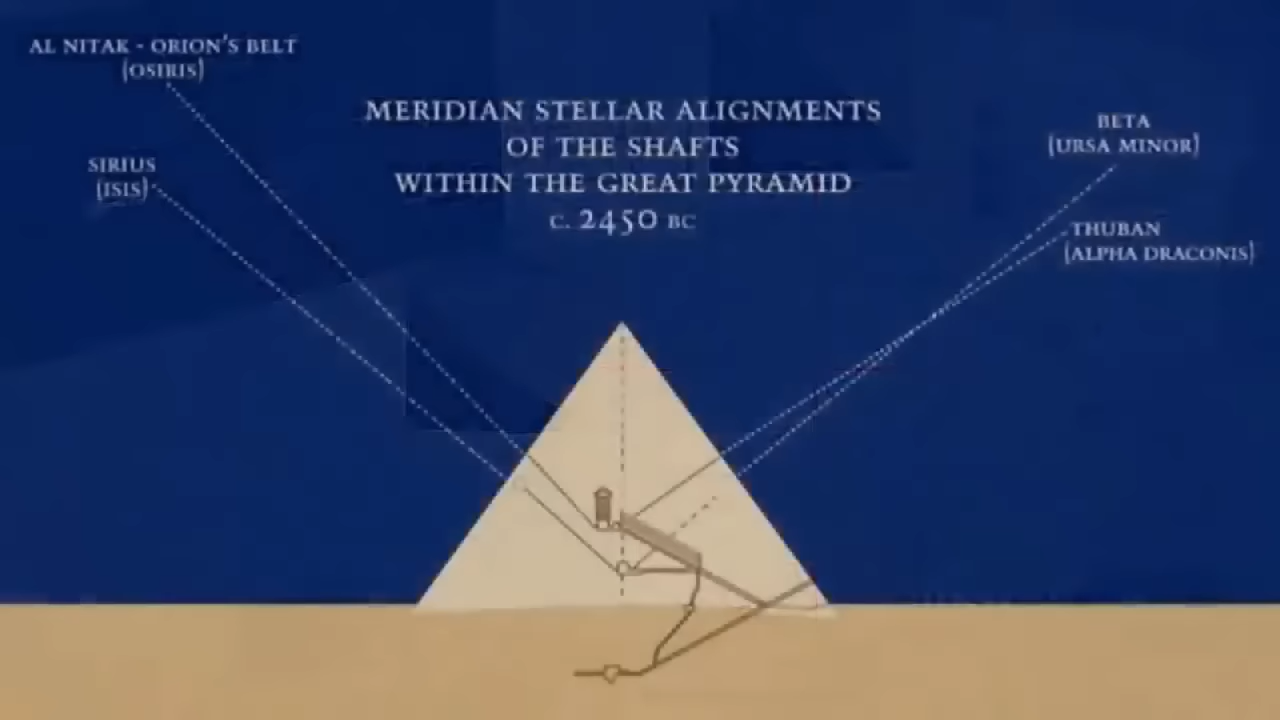 AL NITAK - ORION'S BELT
(OSIRIS)
SIRIUS
(ISIS)
MERIDIAN STELLAR ALIGNMENTS
OF THE SHAFTS
WITHIN THE GREAT PYRAMID
C. 2450 BC
BETA
(URSA MINOR)
THUBAN
(ALPHA DRACONIS)